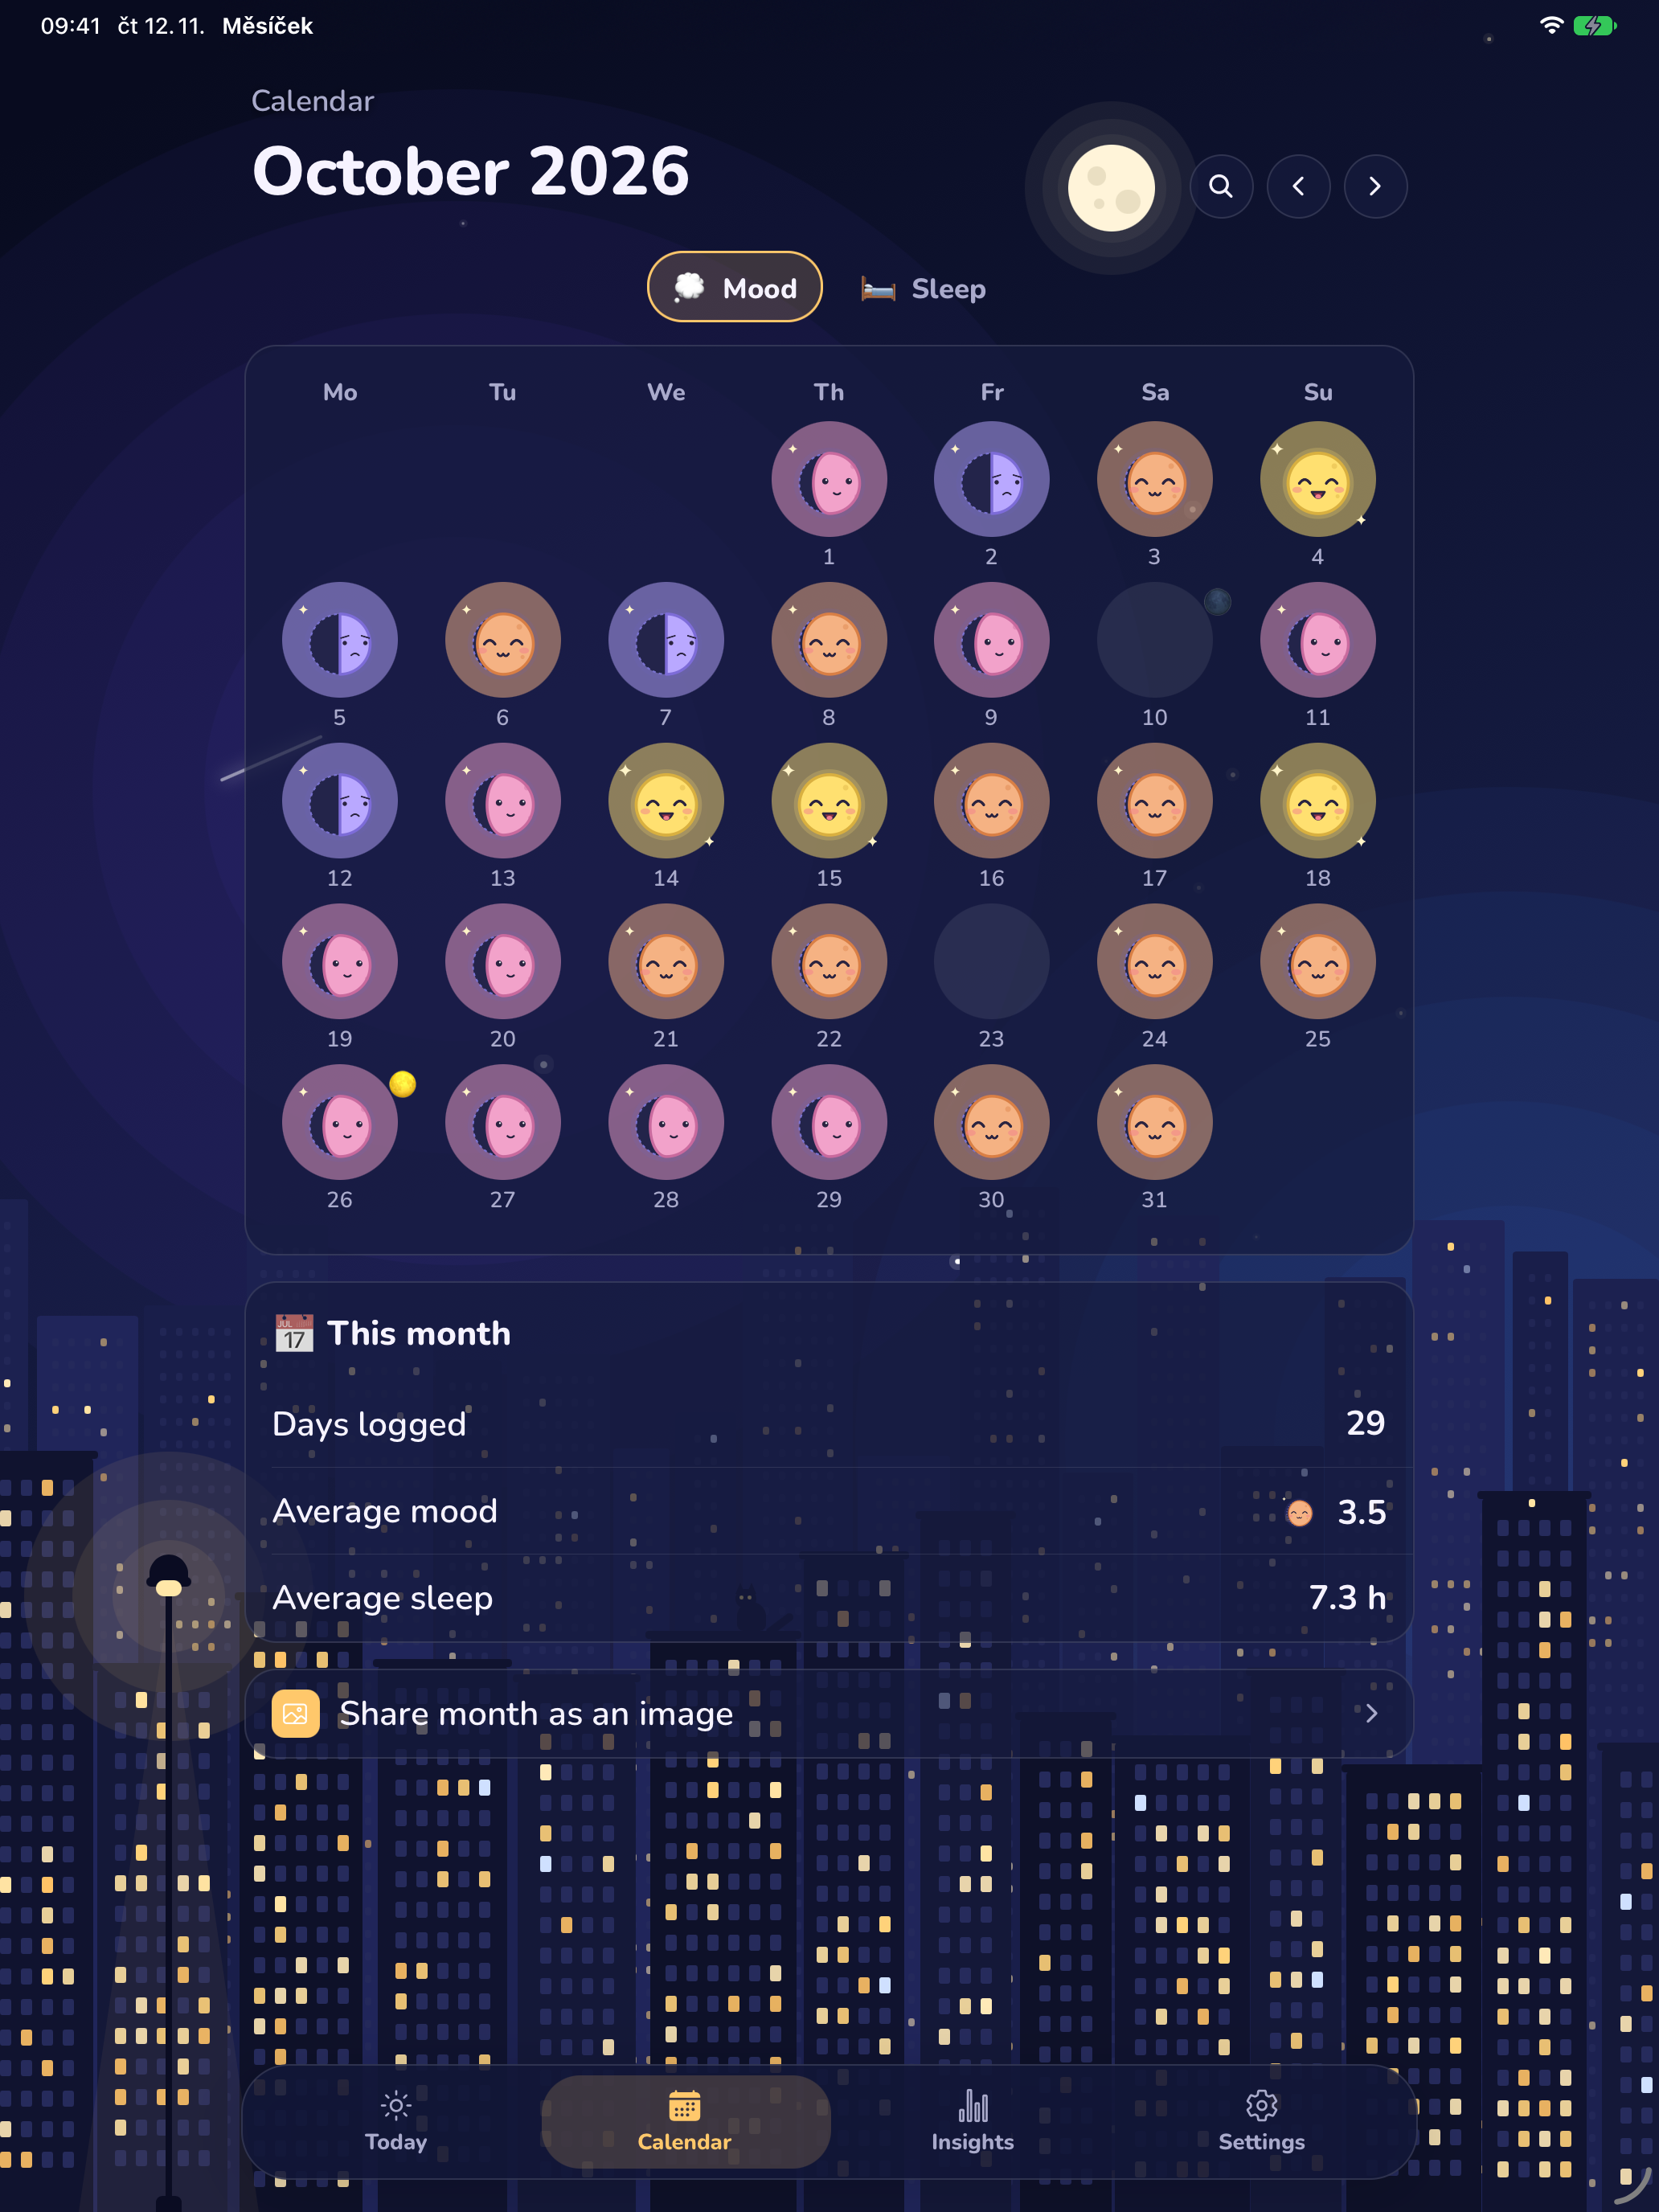 09:41 čt 12. 11. Měsíček
Calendar
October 2026
Mood Sleep
Mo Tu We Th Fr Sa Su
1 2 3 4
5 6 7 8 9 10 11
12 13 14 15 16 17 18
19 20 21 22 23 24 25
26 27 28 29 30 31
JUL 17 This month
Days logged 29
Average mood 3.5
Average sleep 7.3 h
Share month as an image
Today Calendar Insights Settings